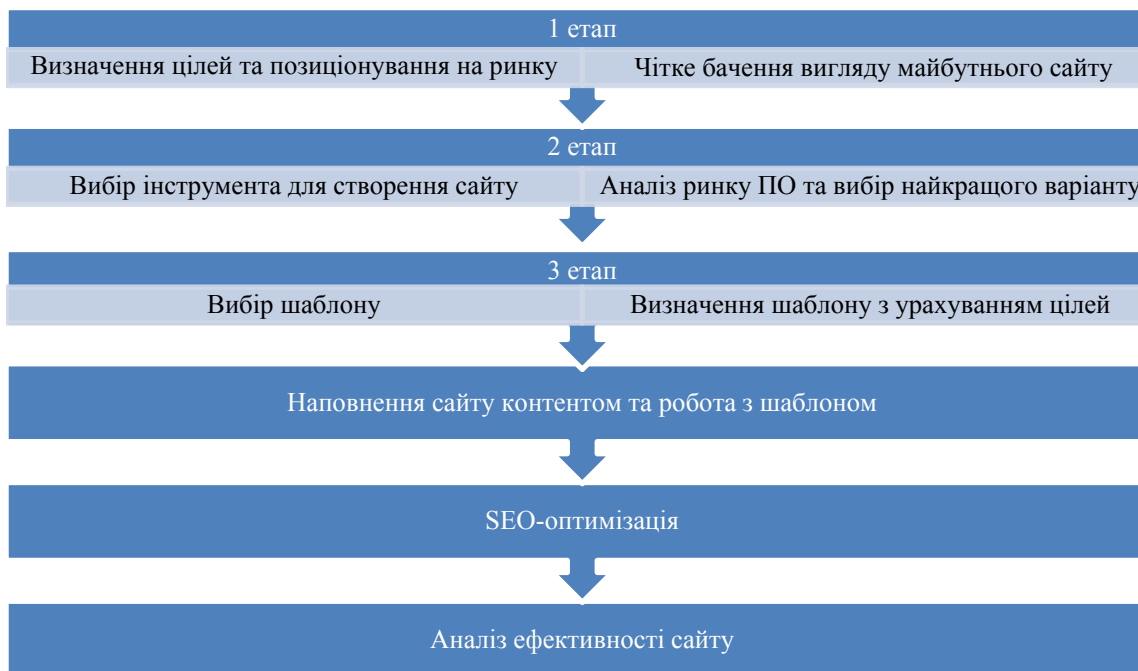 1 етап
Визначення цілей та позиціонування на ринку
Чітке бачення вигляду майбутнього сайту
2 етап
Вибір інструмента для створення сайту
Аналіз ринку ПО та вибір найкращого варіанту
3 етап
Вибір шаблону
Визначення шаблону з урахуванням цілей
Наповнення сайту контентом та робота з шаблоном
SEO-оптимізація
Аналіз ефективності сайту